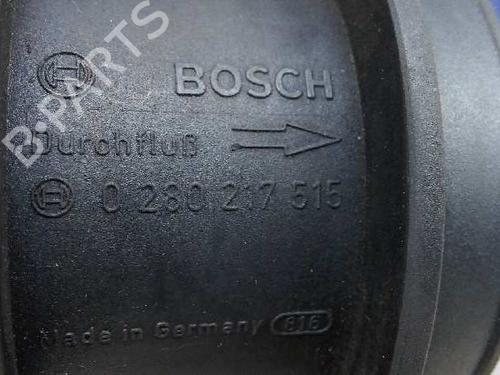 BOSCH
Durchfluß
0 280 217 515
Made in Germany 816
B-PARTS